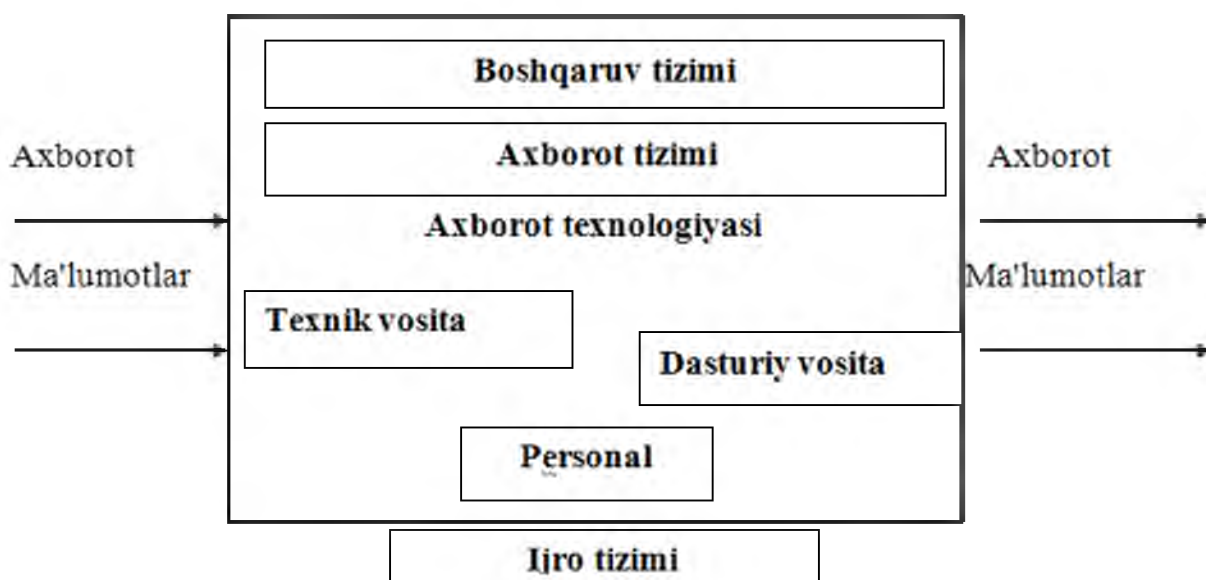 Boshqaruv tizimi
Axborot tizimi
Axborot
Axborot
Axborot texnologiyasi
Ma'lumotlar
Ma'lumotlar
Texnik vosita
Dasturiy vosita
Personal
Ijro tizimi